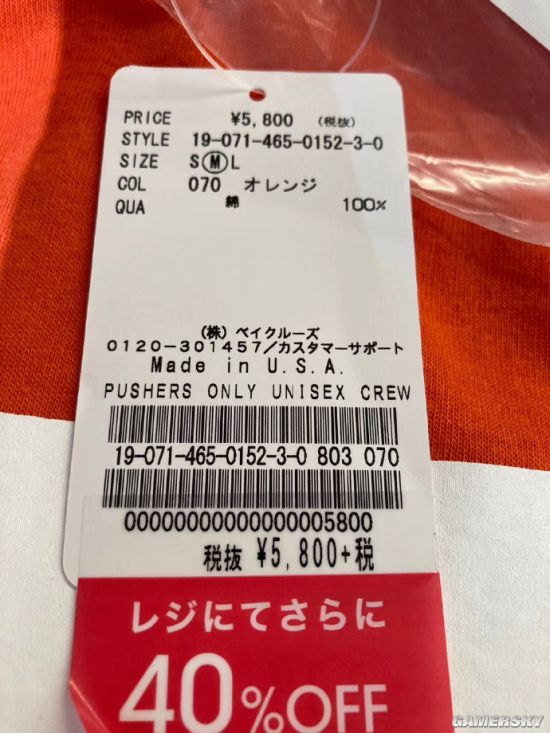 PRICE ¥5,800 (税抜)
STYLE 19-071-465-0152-3-0
SIZE S M L
COL 070 オレンジ
QUA 綿 100%
(株) ベイクルーズ
0120-301457/カスタマーサポート
Made in U.S.A.
PUSHERS ONLY UNISEX CREW
19-071-465-0152-3-0 803 070
000000000000000005800
税抜 ¥5,800+税
レジにてさらに
40%OFF
GAMERSKY